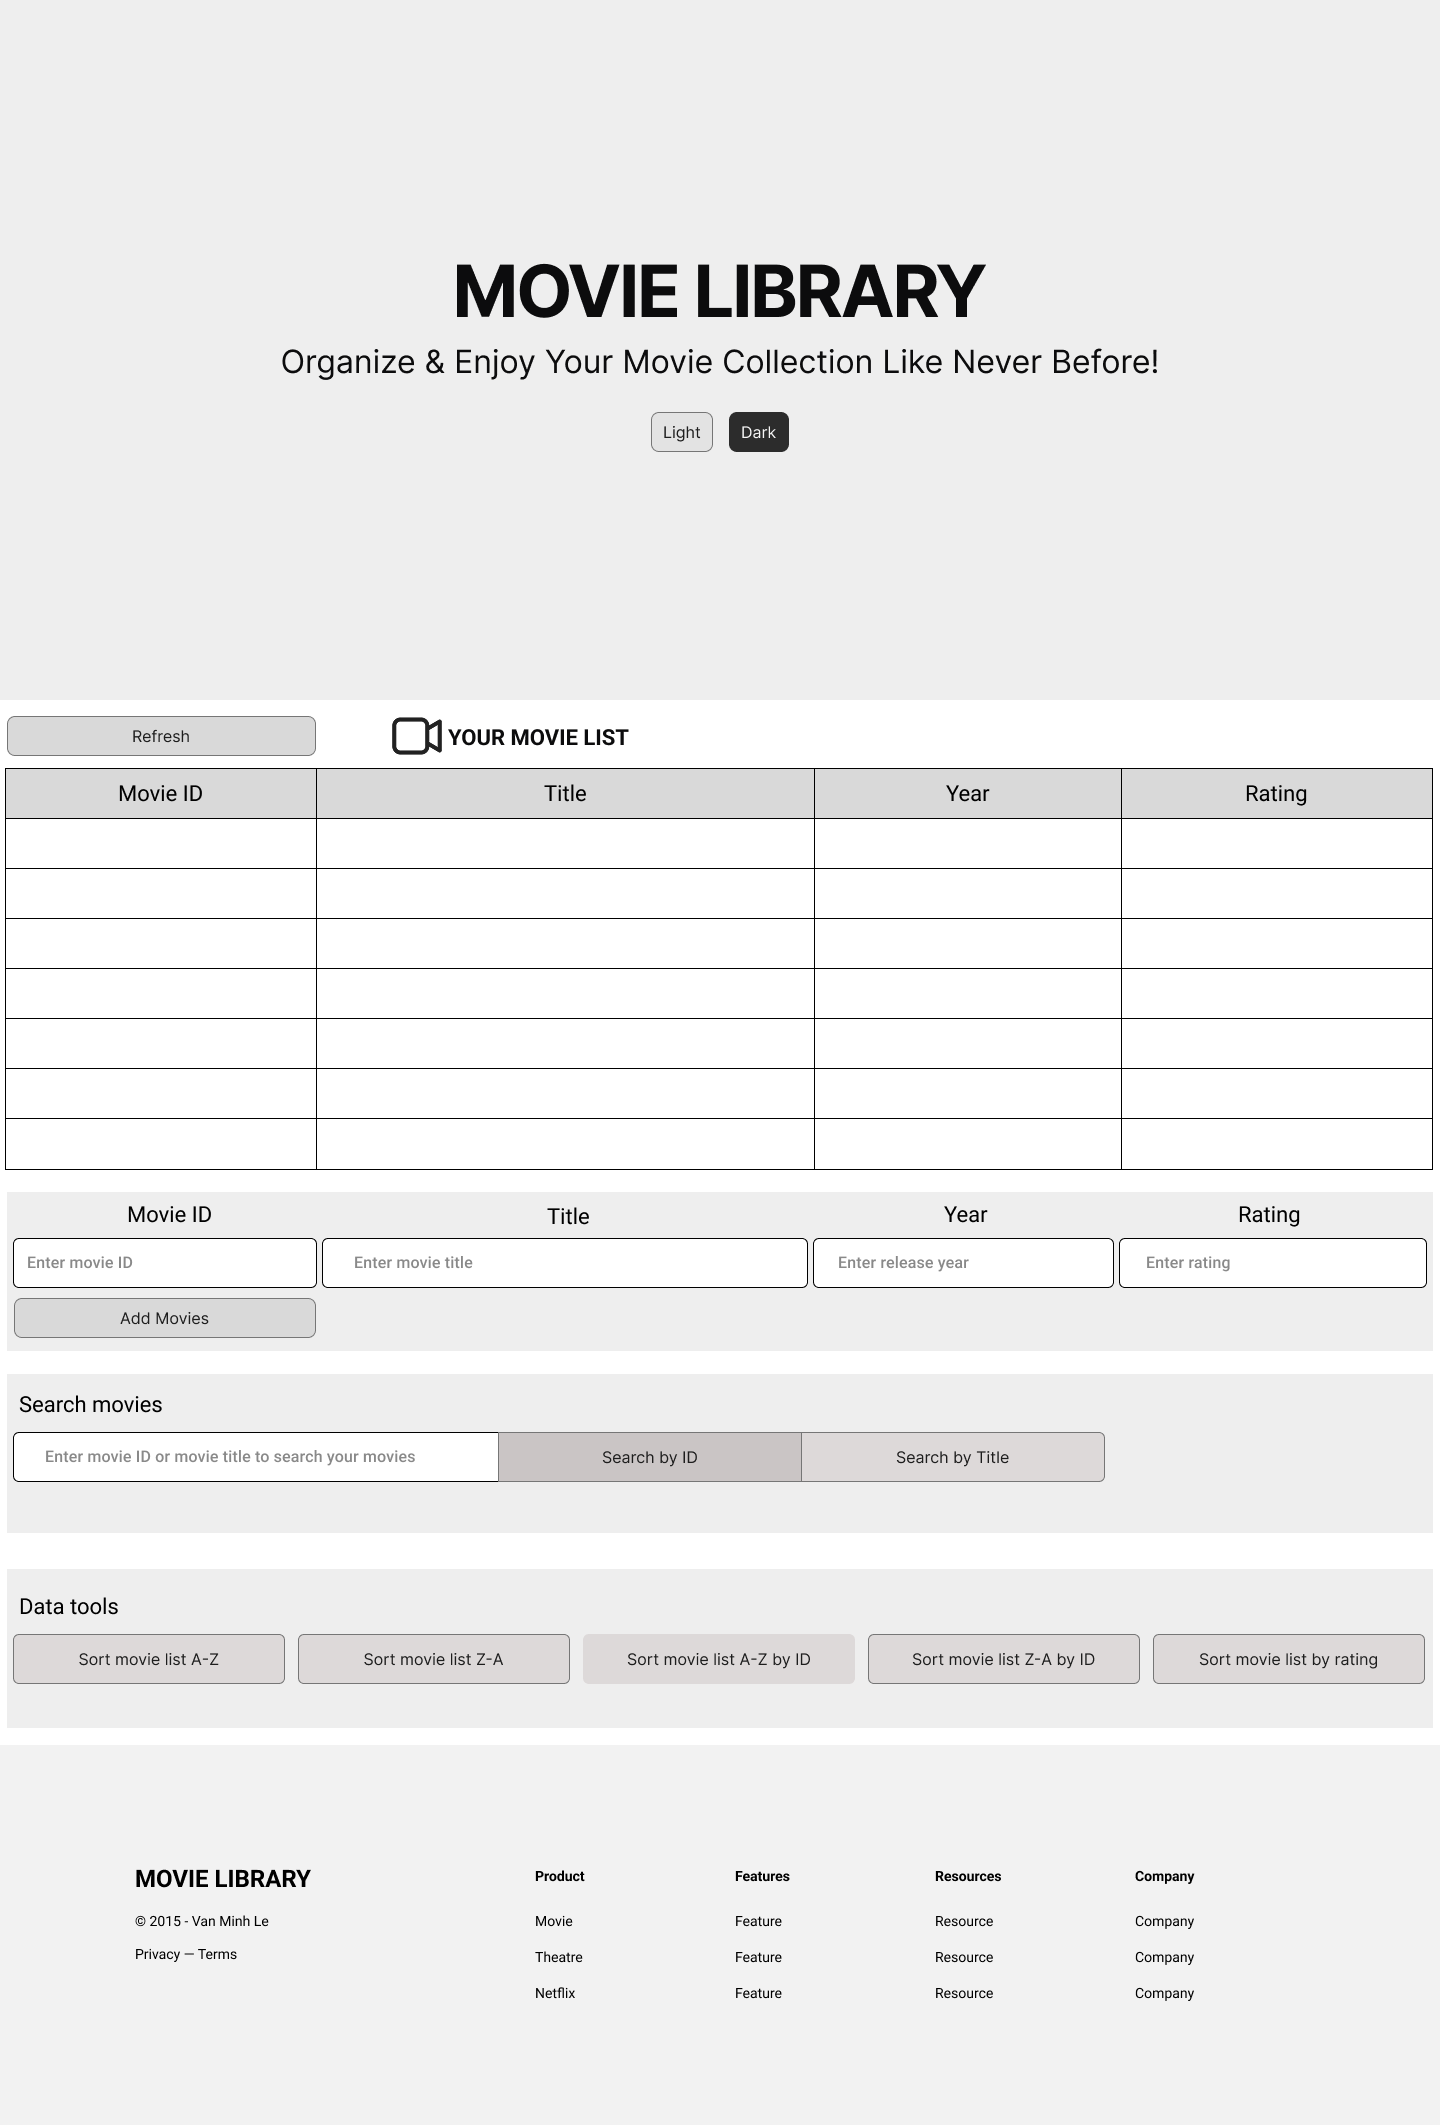 MOVIE LIBRARY
Organize & Enjoy Your Movie Collection Like Never Before!
Light Dark
Refresh
YOUR MOVIE LIST
Movie ID Title Year Rating
Movie ID Title Year Rating
Enter movie ID Enter movie title Enter release year Enter rating
Add Movies
Search movies
Enter movie ID or movie title to search your movies Search by ID Search by Title
Data tools
Sort movie list A-Z Sort movie list Z-A Sort movie list A-Z by ID Sort movie list Z-A by ID Sort movie list by rating
MOVIE LIBRARY Product Features Resources Company
© 2015 - Van Minh Le Movie Feature Resource Company
Privacy — Terms Theatre Feature Resource Company
Netflix Feature Resource Company